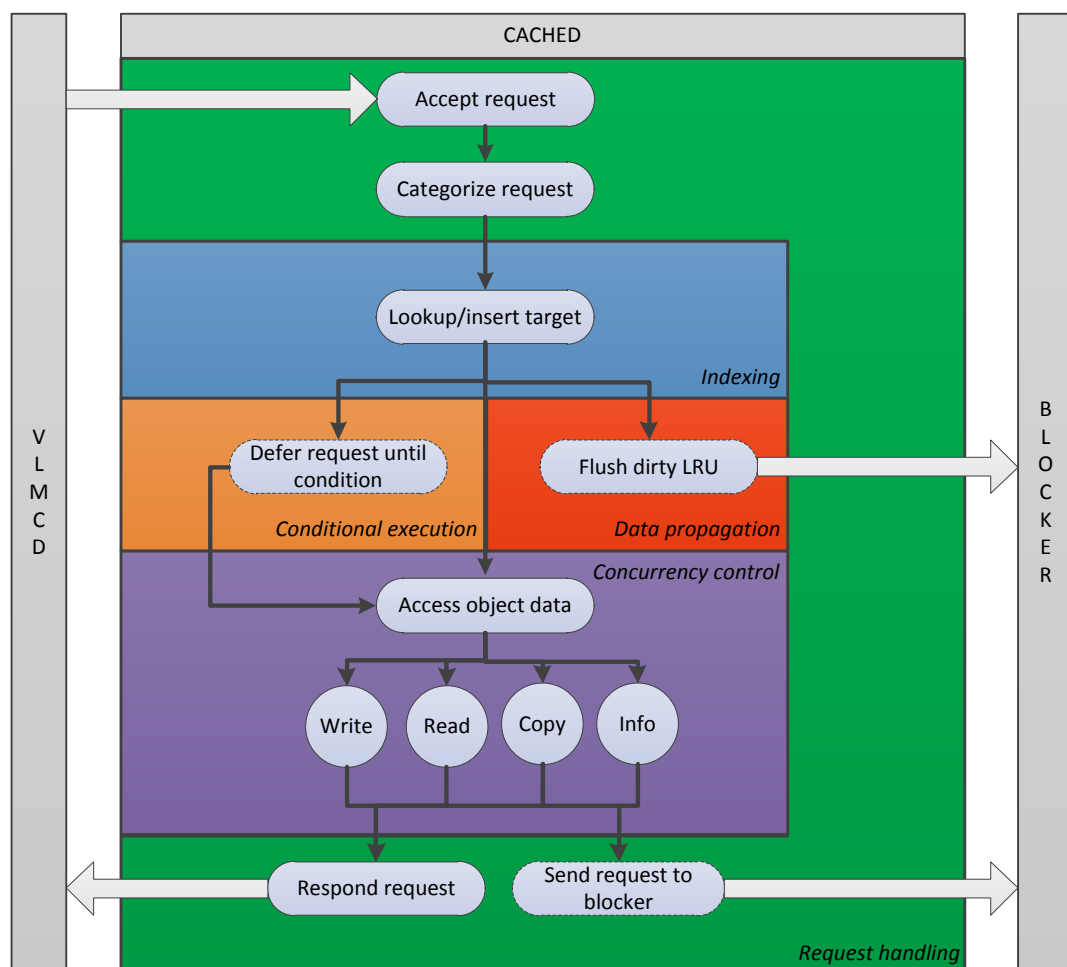 CACHED
Accept request
Categorize request
Lookup/insert target
Indexing
V
L
M
C
D
B
L
O
C
K
E
R
Defer request until
condition
Flush dirty LRU
Conditional execution
Data propagation
Concurrency control
Access object data
Write
Read
Copy
Info
Respond request
Send request to
blocker
Request handling